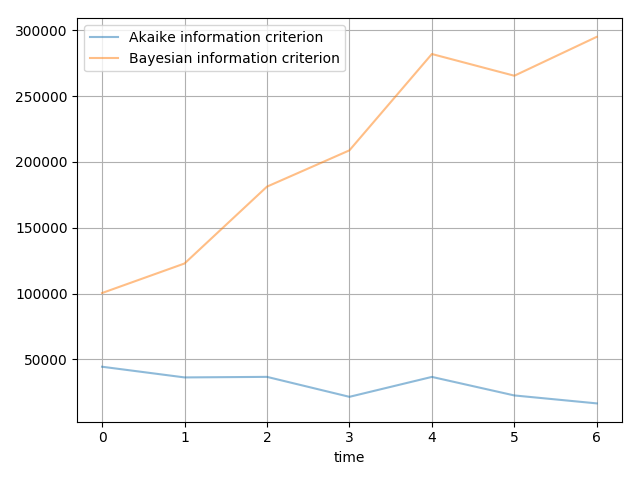 Akaike information criterion
Bayesian information criterion
300000
250000
200000
150000
100000
50000
0 1 2 3 4 5 6
time